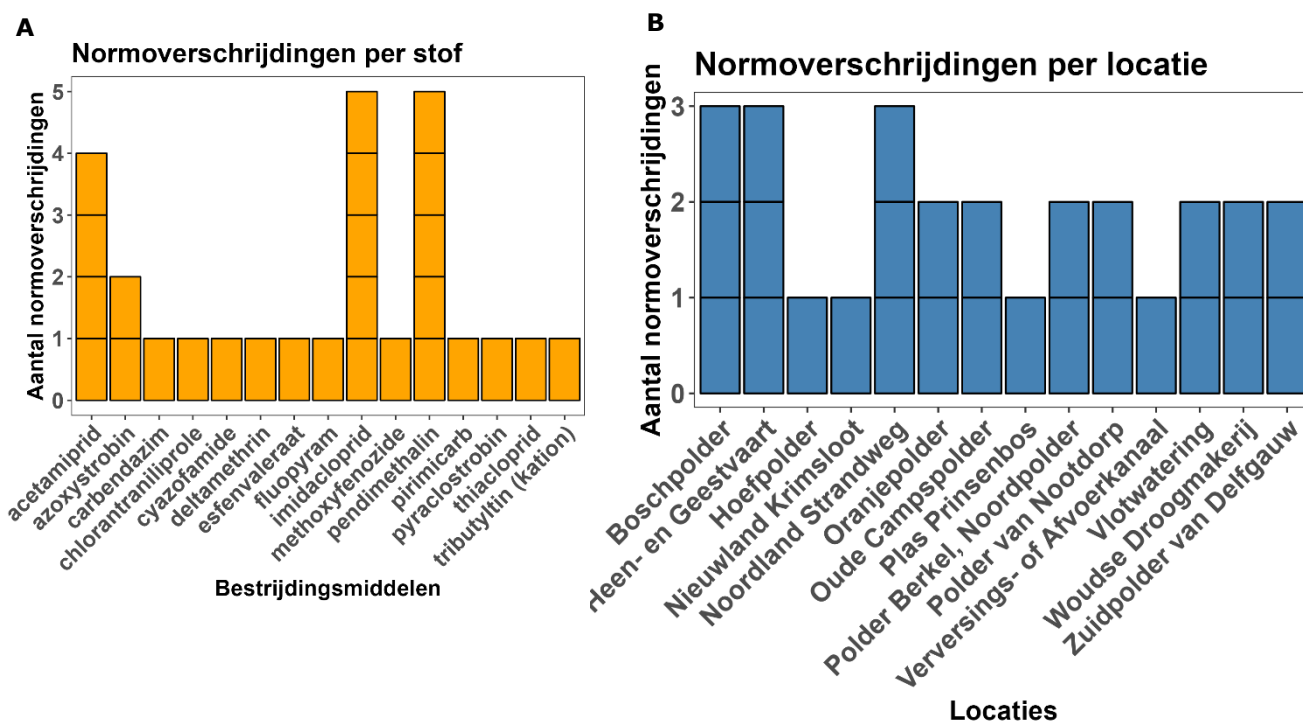 A
Normoverschrijdingen per stof
Aantal normoverschrijdingen
5
4
3
2
1
0
acetamiprid
azoxystrobin
carbendazim
chlorantraniliprole
cyazofamide
deltamethrin
esfenvaleraat
fluopyram
imidacloprid
methoxyfenozide
pendimethalin
pirimicarb
pyraclostrobin
thiacloprid
tributyltin (kation)
Bestrijdingsmiddelen
B
Normoverschrijdingen per locatie
Aantal normoverschrijdingen
3
2
1
0
Boschpolder
Heen- en Geestvaart
Hoefpolder
Nieuwland Krimsloot
Noordland Strandweg
Oranjepolder
Oude Campspolder
Plas Prinsenbos
Polder Berkel, Noordpolder
Polder van Nootdorp
Verversings- of Afvoerkanaal
Vlotwatering
Woudse Droogmakerij
Zuidpolder van Delfgauw
Locaties